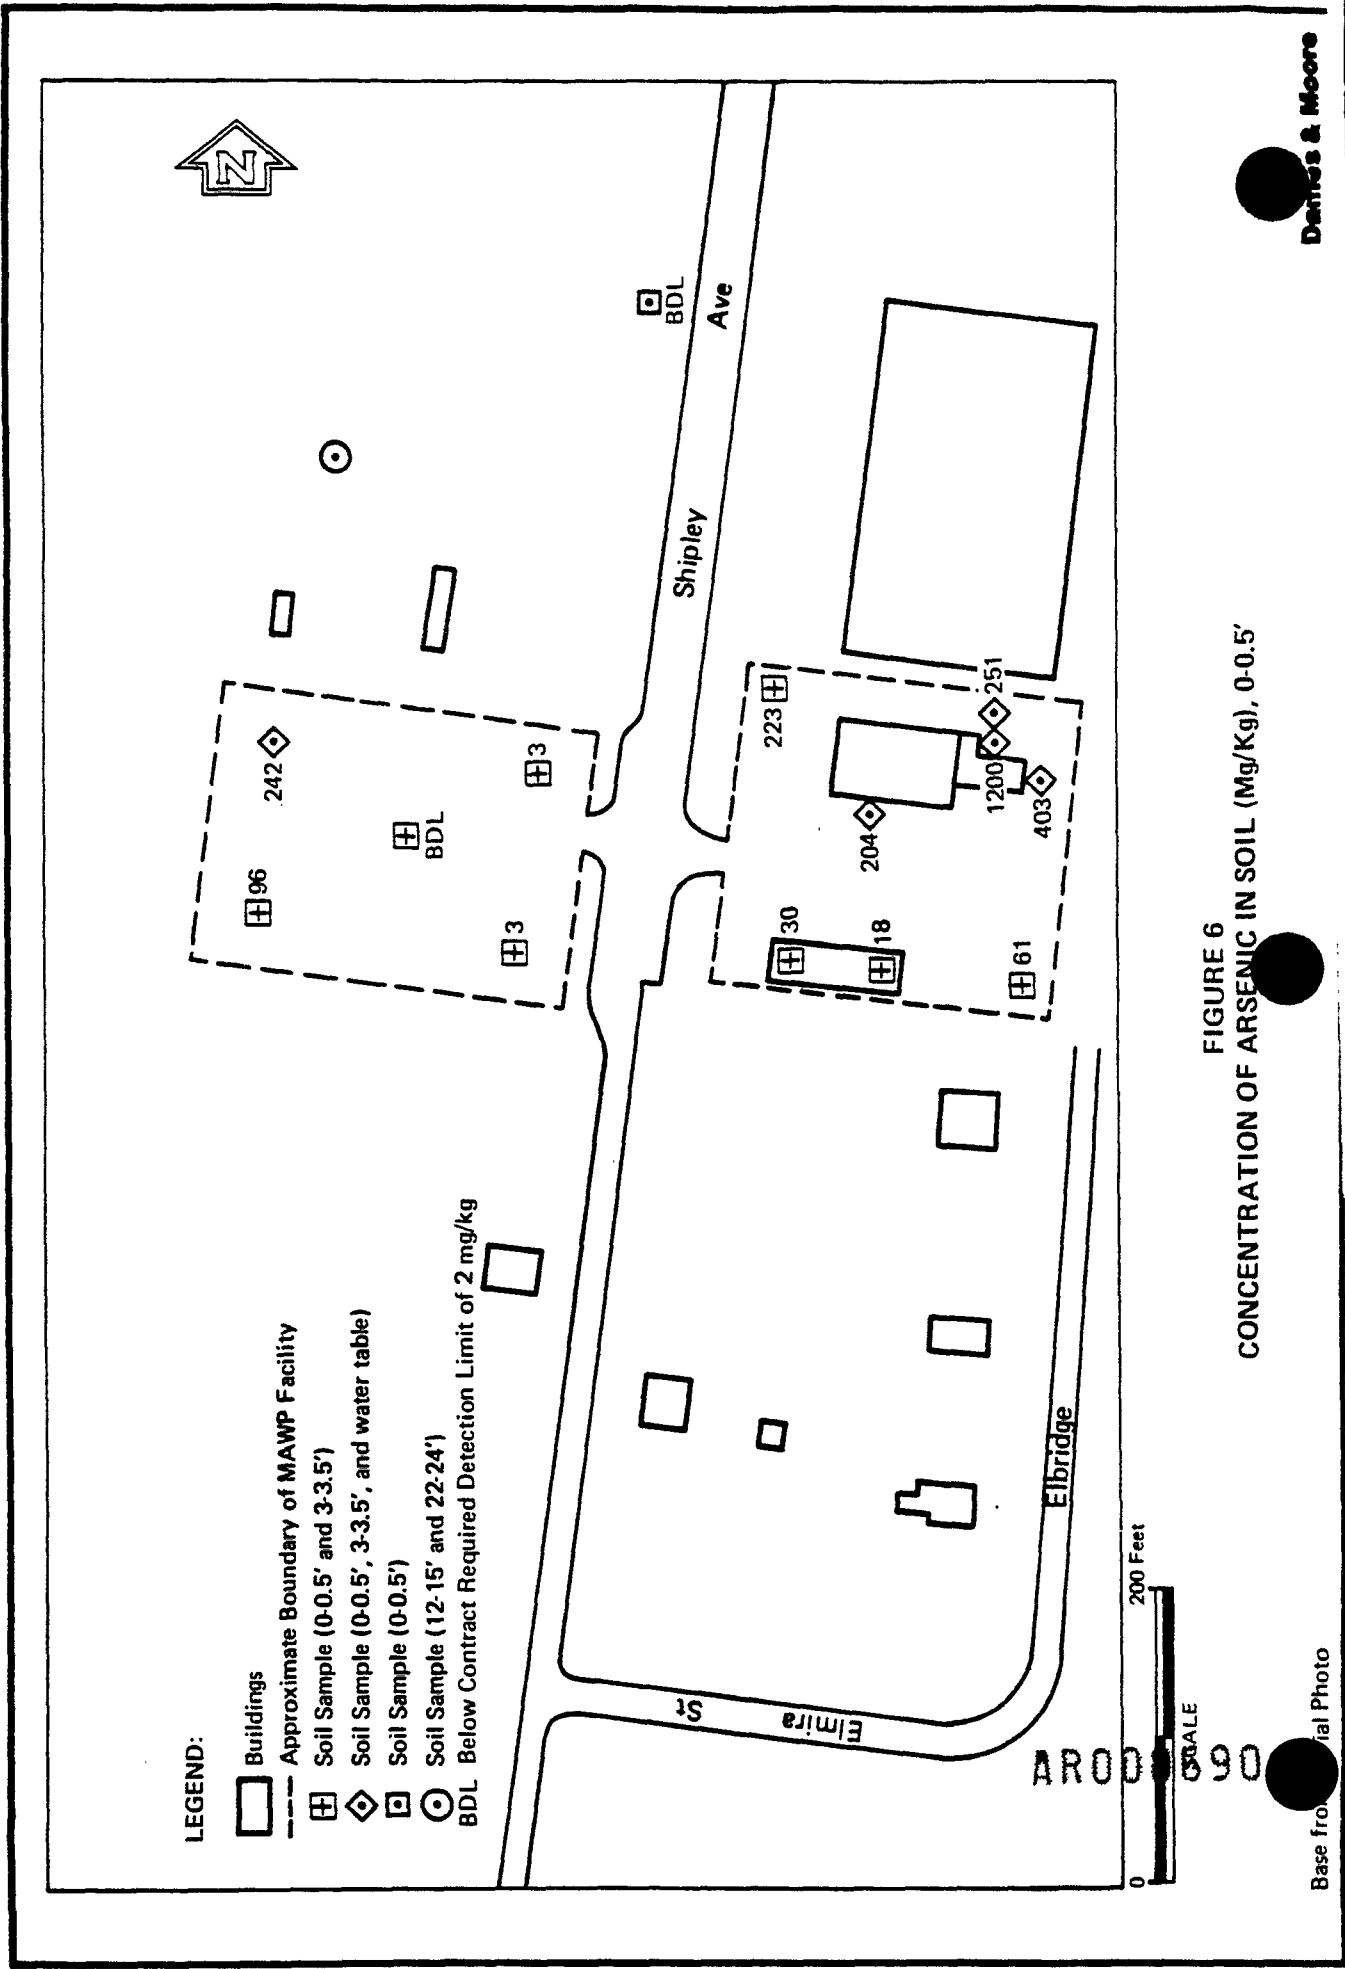 LEGEND:
Buildings
Approximate Boundary of MAWP Facility
Soil Sample (0-0.5' and 3-3.5')
Soil Sample (0-0.5', 3-3.5', and water table)
Soil Sample (0-0.5')
Soil Sample (12-15' and 22-24')
BDL Below Contract Required Detection Limit of 2 mg/kg
N
96
242
BDL
3
3
BDL
Shipley Ave
223
30
18
204
251
1200
403
61
Elmira St
Elbridge
0 200 Feet
SCALE
FIGURE 6
CONCENTRATION OF ARSENIC IN SOIL (Mg/Kg), 0-0.5'
Dames & Moore